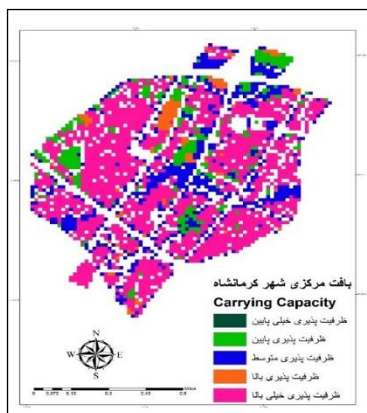 بافت مرکزی شهر کرمانشاه
Carrying Capacity
ظرفیت پذیری خیلی پایین
ظرفیت پذیری پایین
ظرفیت پذیری متوسط
ظرفیت پذیری بالا
ظرفیت پذیری خیلی بالا
N
W E
S